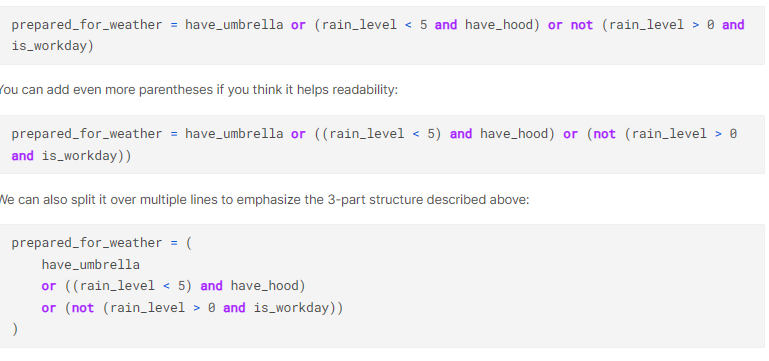 prepared_for_weather = have_umbrella or (rain_level < 5 and have_hood) or not (rain_level > 0 and
is_workday)
You can add even more parentheses if you think it helps readability:
prepared_for_weather = have_umbrella or ((rain_level < 5) and have_hood) or (not (rain_level > 0
and is_workday))
We can also split it over multiple lines to emphasize the 3-part structure described above:
prepared_for_weather = (
    have_umbrella
    or ((rain_level < 5) and have_hood)
    or (not (rain_level > 0 and is_workday))
)